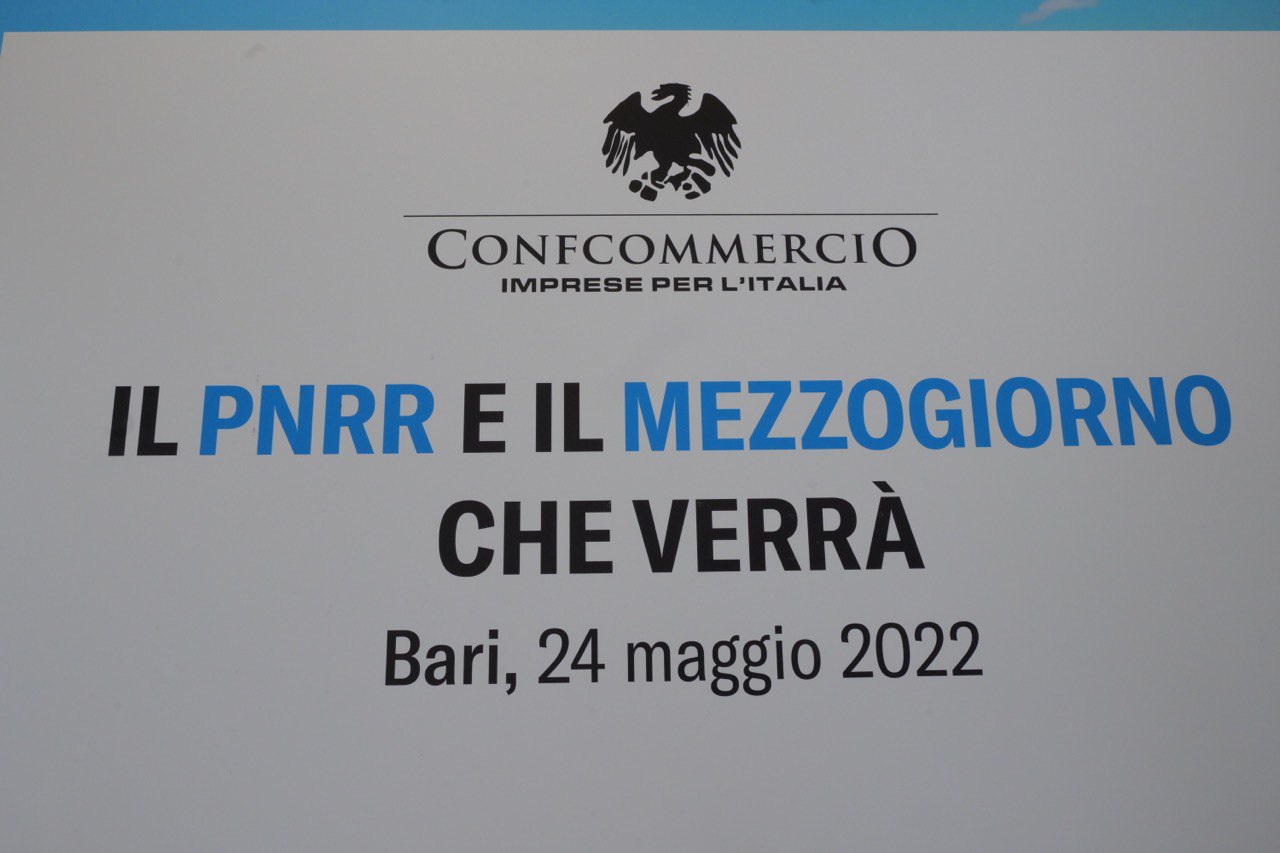 CONFCOMMERCIO
IMPRESE PER L'ITALIA
IL PNRR E IL MEZZOGIORNO
CHE VERRÀ
Bari, 24 maggio 2022